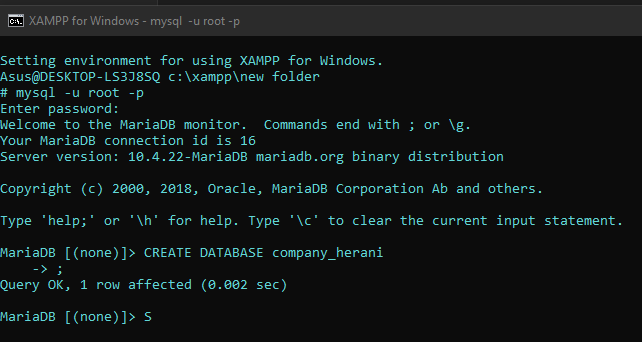 XAMPP for Windows - mysql  -u root -p
Setting environment for using XAMPP for Windows.
Asus@DESKTOP-LS3J8SQ c:\xampp\new folder
# mysql -u root -p
Enter password:
Welcome to the MariaDB monitor.  Commands end with ; or \g.
Your MariaDB connection id is 16
Server version: 10.4.22-MariaDB mariadb.org binary distribution
Copyright (c) 2000, 2018, Oracle, MariaDB Corporation Ab and others.
Type 'help;' or '\h' for help. Type '\c' to clear the current input statement.
MariaDB [(none)]> CREATE DATABASE company_herani
    -> ;
Query OK, 1 row affected (0.002 sec)
MariaDB [(none)]> S